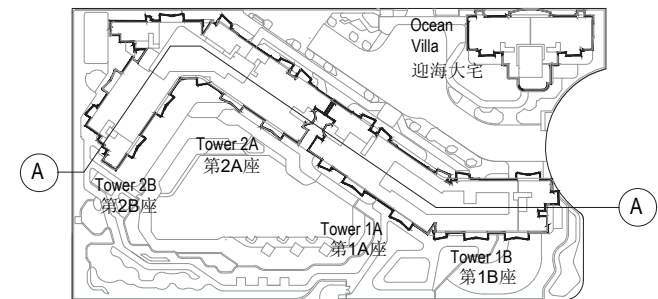 Ocean
Villa
迎海大宅
Tower 2A
第2A座
A
Tower 2B
第2B座
A
Tower 1A
第1A座
Tower 1B
第1B座